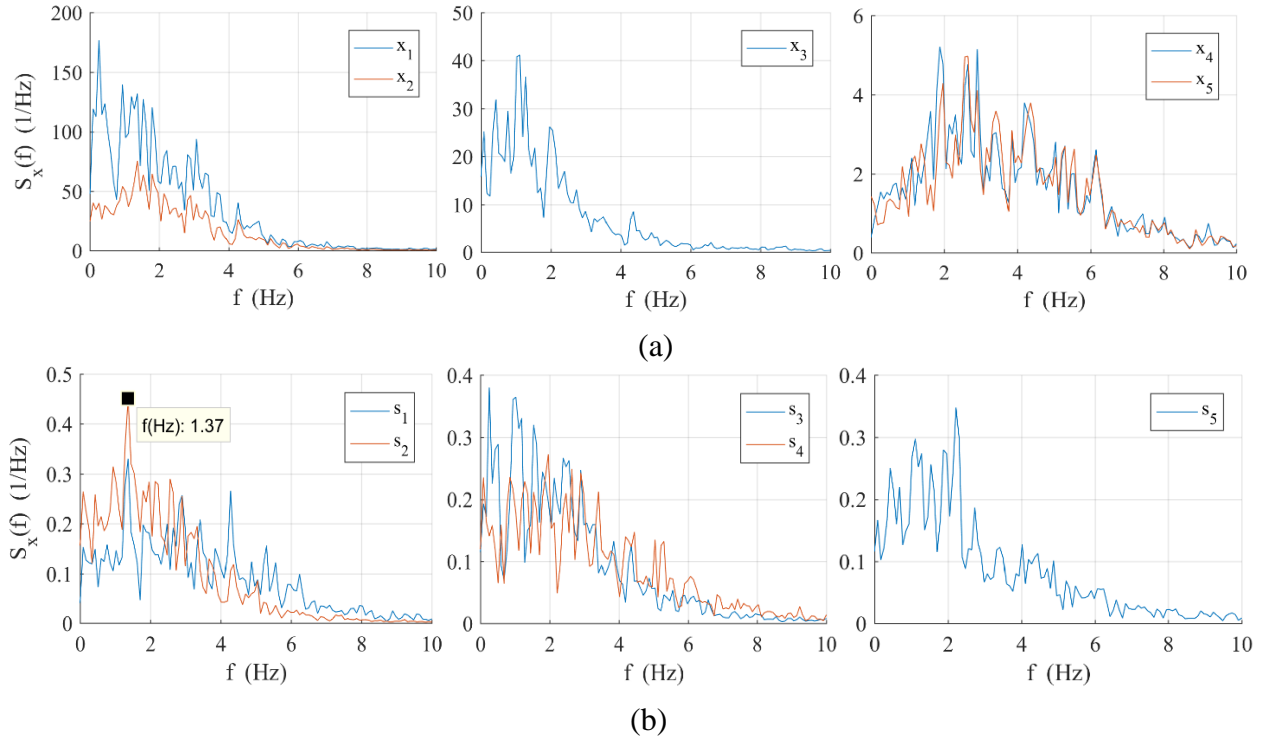 200
150
100
50
0
S_x(f) (1/Hz)
x_1
x_2
0 2 4 6 8 10
f (Hz)
50
40
30
20
10
0
x_3
0 2 4 6 8 10
f (Hz)
6
4
2
0
x_4
x_5
0 2 4 6 8 10
f (Hz)
(a)
0.5
0.4
0.3
0.2
0.1
0
S_x(f) (1/Hz)
f(Hz): 1.37
s_1
s_2
0 2 4 6 8 10
f (Hz)
0.4
0.3
0.2
0.1
0
s_3
s_4
0 2 4 6 8 10
f (Hz)
0.4
0.3
0.2
0.1
0
s_5
0 2 4 6 8 10
f (Hz)
(b)